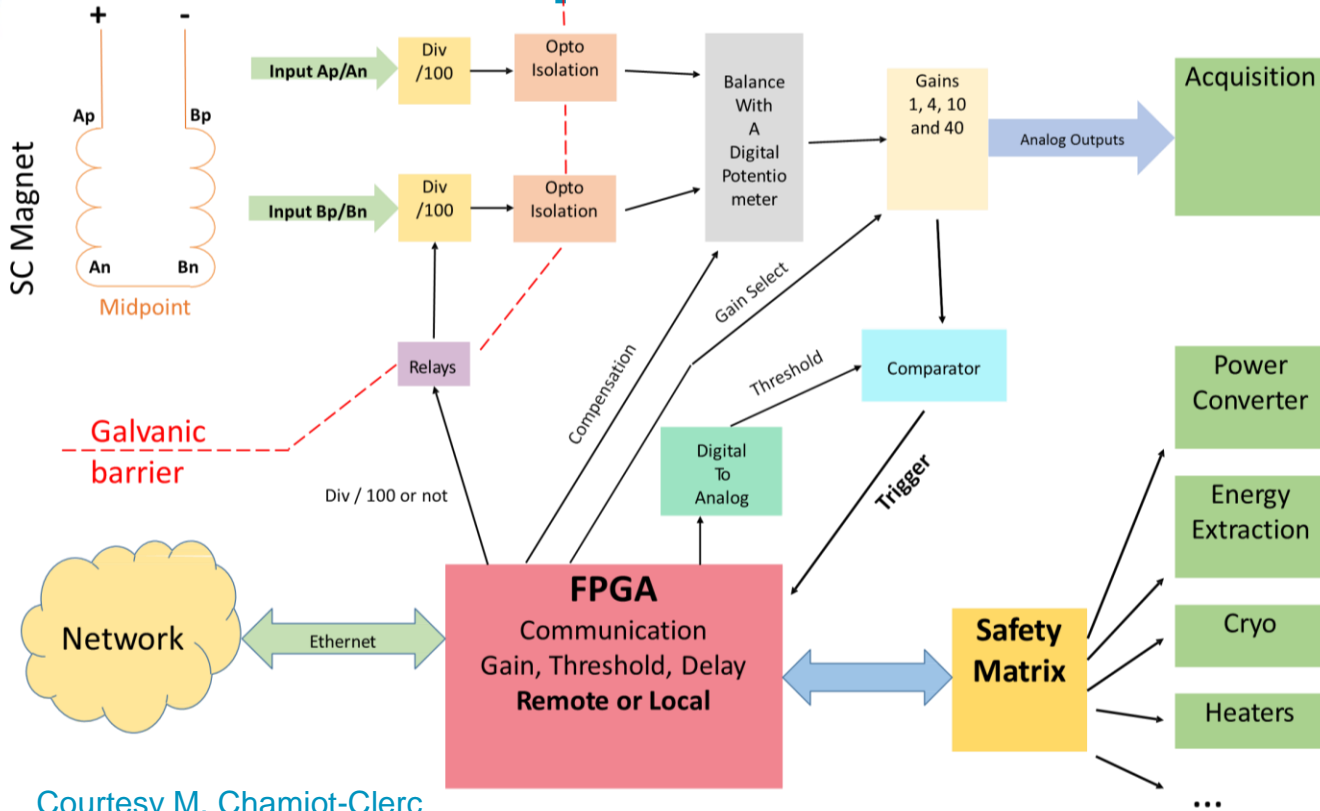 + -
SC Magnet
Ap
Bp
An
Bn
Midpoint
Input Ap/An
Div
/100
Opto
Isolation
Input Bp/Bn
Div
/100
Opto
Isolation
Balance
With
A
Digital
Potentio
meter
Gains
1, 4, 10
and 40
Analog Outputs
Acquisition
Relays
Galvanic
barrier
Div / 100 or not
Compensation
Gain Select
Threshold
Comparator
Digital
To
Analog
Trigger
Network
Ethernet
FPGA
Communication
Gain, Threshold, Delay
Remote or Local
Safety
Matrix
Power
Converter
Energy
Extraction
Cryo
Heaters
...
Courtesy M. Chamiot-Clerc